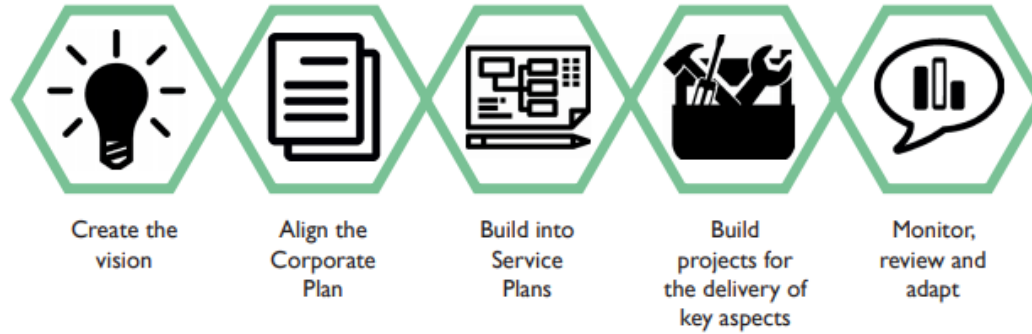 Create the
vision
Align the
Corporate
Plan
Build into
Service
Plans
Build
projects for
the delivery of
key aspects
Monitor,
review and
adapt